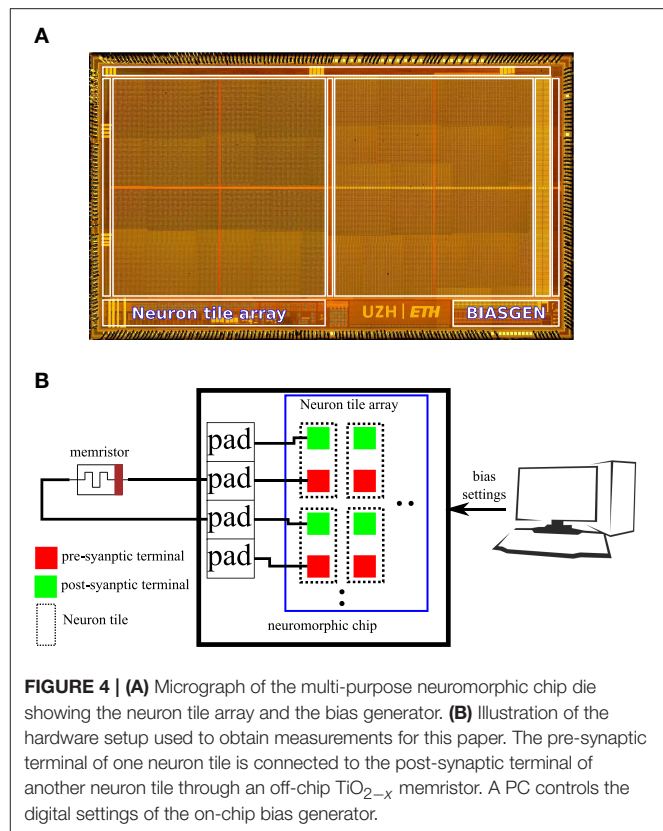 A
Neuron tile array
UZH | ETH
BIASGEN
B
Neuron tile array
memristor
pad
pad
pad
pad
bias
settings
pre-syanptic terminal
post-syanptic terminal
Neuron tile
neuromorphic chip
FIGURE 4 | (A) Micrograph of the multi-purpose neuromorphic chip die
showing the neuron tile array and the bias generator. (B) Illustration of the
hardware setup used to obtain measurements for this paper. The pre-synaptic
terminal of one neuron tile is connected to the post-synaptic terminal of
another neuron tile through an off-chip TiO2−x memristor. A PC controls the
digital settings of the on-chip bias generator.